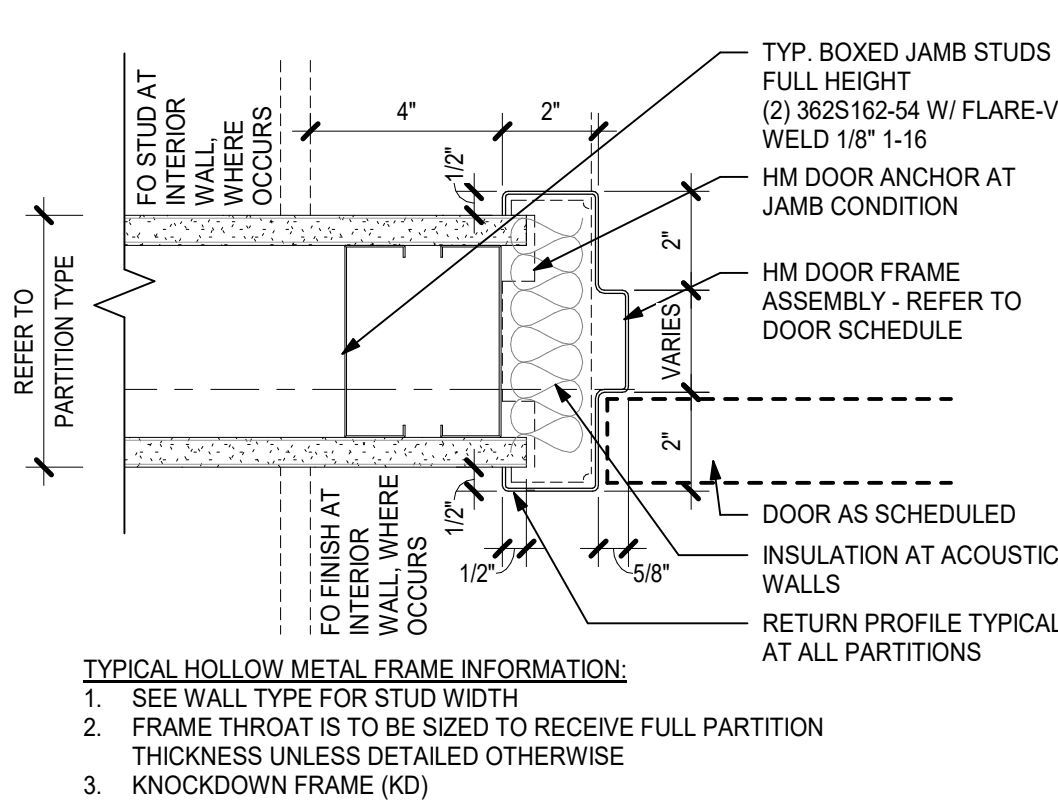 TYP. BOXED JAMB STUDS
FULL HEIGHT
(2) 362S162-54 W/ FLARE-V
WELD 1/8" 1-16
HM DOOR ANCHOR AT
JAMB CONDITION
HM DOOR FRAME
ASSEMBLY - REFER TO
DOOR SCHEDULE
DOOR AS SCHEDULED
INSULATION AT ACOUSTIC
WALLS
RETURN PROFILE TYPICAL
AT ALL PARTITIONS
FO STUD AT
INTERIOR
WALL,
WHERE
OCCURS
4"
2"
1/2"
2"
VARIES
2"
REFER TO
PARTITION TYPE
FO FINISH AT
INTERIOR
WALL, WHERE
OCCURS
1/2"
1/2"
5/8"
TYPICAL HOLLOW METAL FRAME INFORMATION:
1. SEE WALL TYPE FOR STUD WIDTH
2. FRAME THROAT IS TO BE SIZED TO RECEIVE FULL PARTITION
THICKNESS UNLESS DETAILED OTHERWISE
3. KNOCKDOWN FRAME (KD)